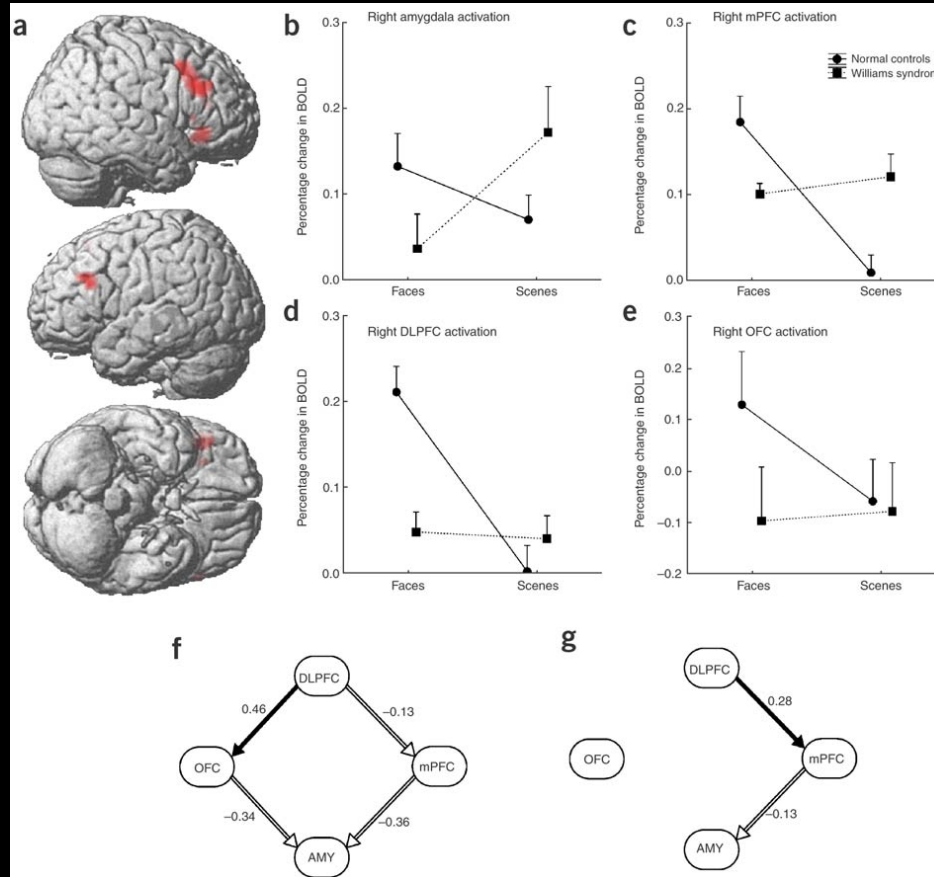 a
b
Right amygdala activation
Percentage change in BOLD
0.3
0.2
0.1
0.0
Faces
Scenes
c
Right mPFC activation
Normal controls
Williams syndrom
Percentage change in BOLD
0.3
0.2
0.1
0.0
Faces
Scenes
d
Right DLPFC activation
Percentage change in BOLD
0.3
0.2
0.1
0.0
Faces
Scenes
e
Right OFC activation
Percentage change in BOLD
0.3
0.2
0.1
0.0
−0.1
−0.2
Faces
Scenes
f
DLPFC
0.46
−0.13
OFC
mPFC
−0.34
−0.36
AMY
g
DLPFC
0.28
OFC
mPFC
−0.13
AMY